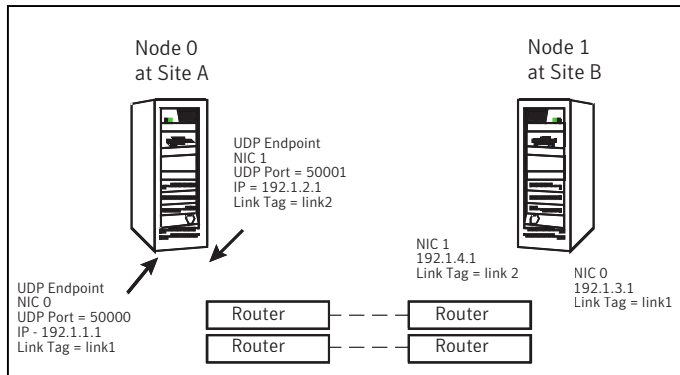 Node 0
at Site A
Node 1
at Site B
UDP Endpoint
NIC 1
UDP Port = 50001
IP = 192.1.2.1
Link Tag = link2
NIC 1
192.1.4.1
Link Tag = link 2
NIC 0
192.1.3.1
Link Tag = link1
UDP Endpoint
NIC 0
UDP Port = 50000
IP - 192.1.1.1
Link Tag = link1
Router
Router
Router
Router